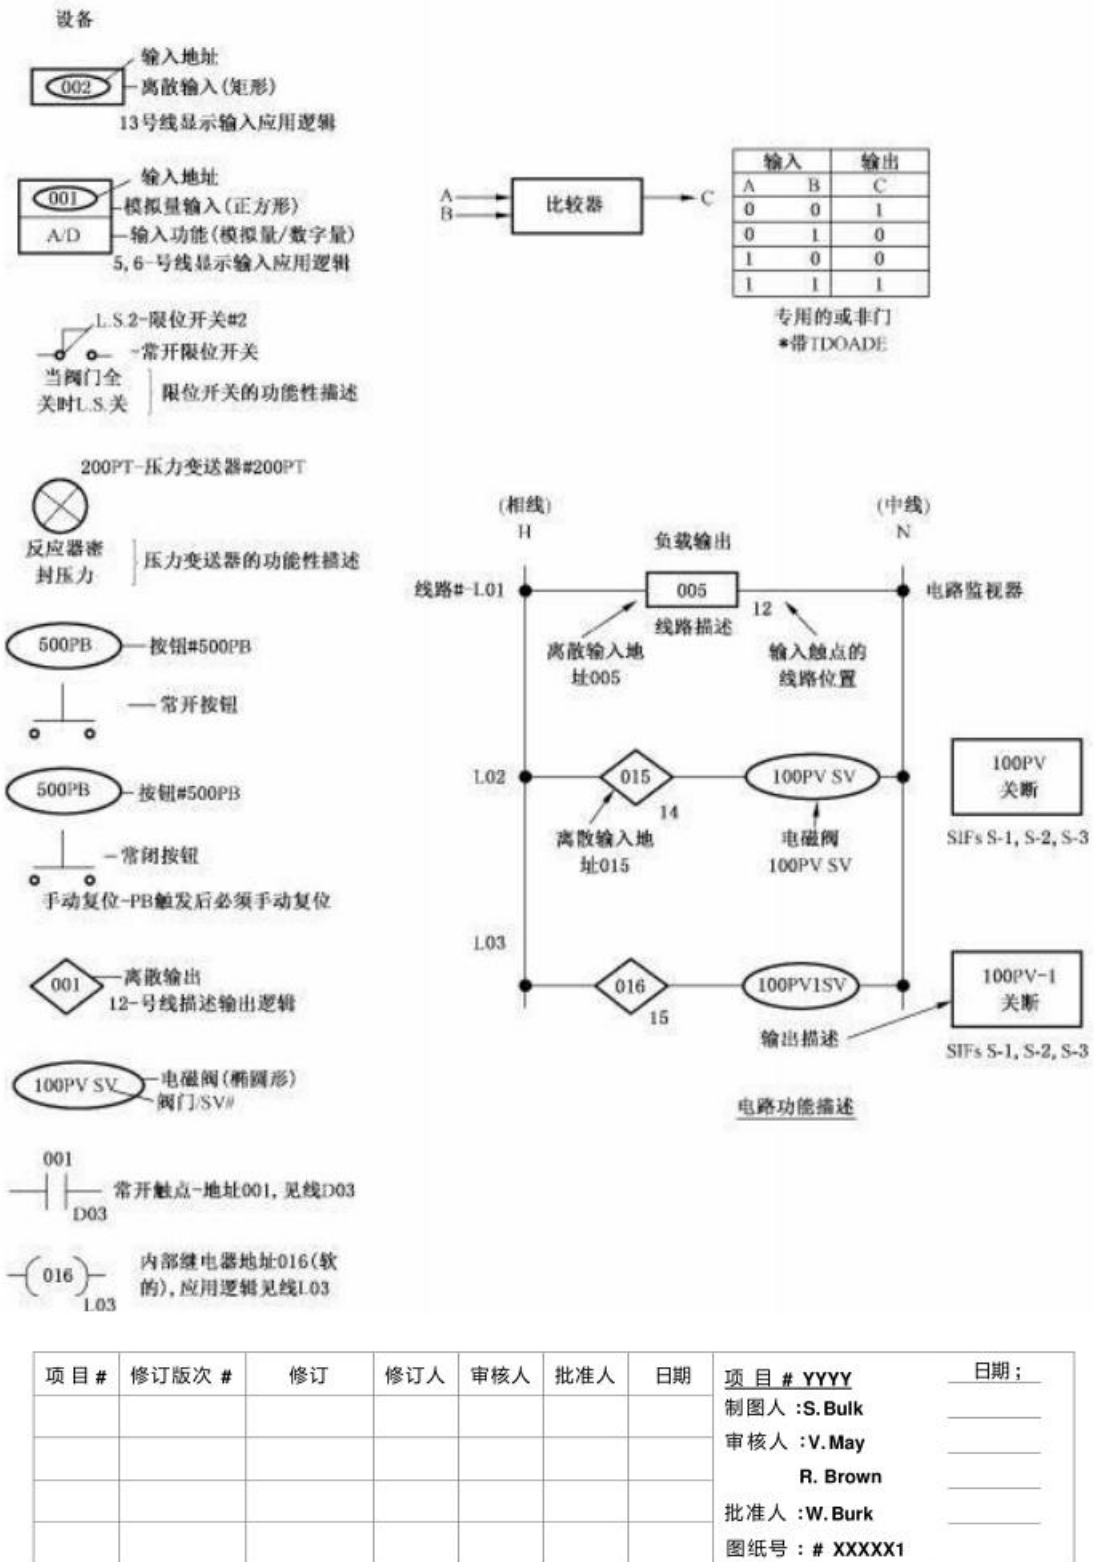 设备
002
输入地址
离散输入(矩形)
13号线显示输入应用逻辑
001
A/D
输入地址
模拟量输入(正方形)
输入功能(模拟量/数字量)
5,6-号线显示输入应用逻辑
L.S.2-限位开关#2
-常开限位开关
当阀门全
关时L.S.关
限位开关的功能性描述
200PT-压力变送器#200PT
反应器密
封压力
压力变送器的功能性描述
500PB
按钮#500PB
常开按钮
500PB
按钮#500PB
常闭按钮
手动复位-PB触发后必须手动复位
001
离散输出
12-号线描述输出逻辑
100PV SV
电磁阀(椭圆形)
阀门/SV#
001
D03
常开触点-地址001,见线D03
016
L03
内部继电器地址016(软
的),应用逻辑见线L03
A
B
比较器
C
输入 输出
A B C
0 0 1
0 1 0
1 0 0
1 1 1
专用的或非门
*带TDOADE
(相线)
H
(中线)
N
负载输出
线路#-L01
005
12
电路监视器
线路描述
离散输入地
址005
输入触点的
线路位置
L02
015
14
100PV SV
100PV
关断
SIFs S-1, S-2, S-3
离散输入地
址015
电磁阀
100PV SV
L03
016
15
100PV1SV
100PV-1
关断
SIFs S-1, S-2, S-3
输出描述
电路功能描述
项目# 修订版次# 修订 修订人 审核人 批准人 日期
项目# YYYY 日期;
制图人:S.Bulk
审核人:V.May
R. Brown
批准人:W.Burk
图纸号:# XXXXX1